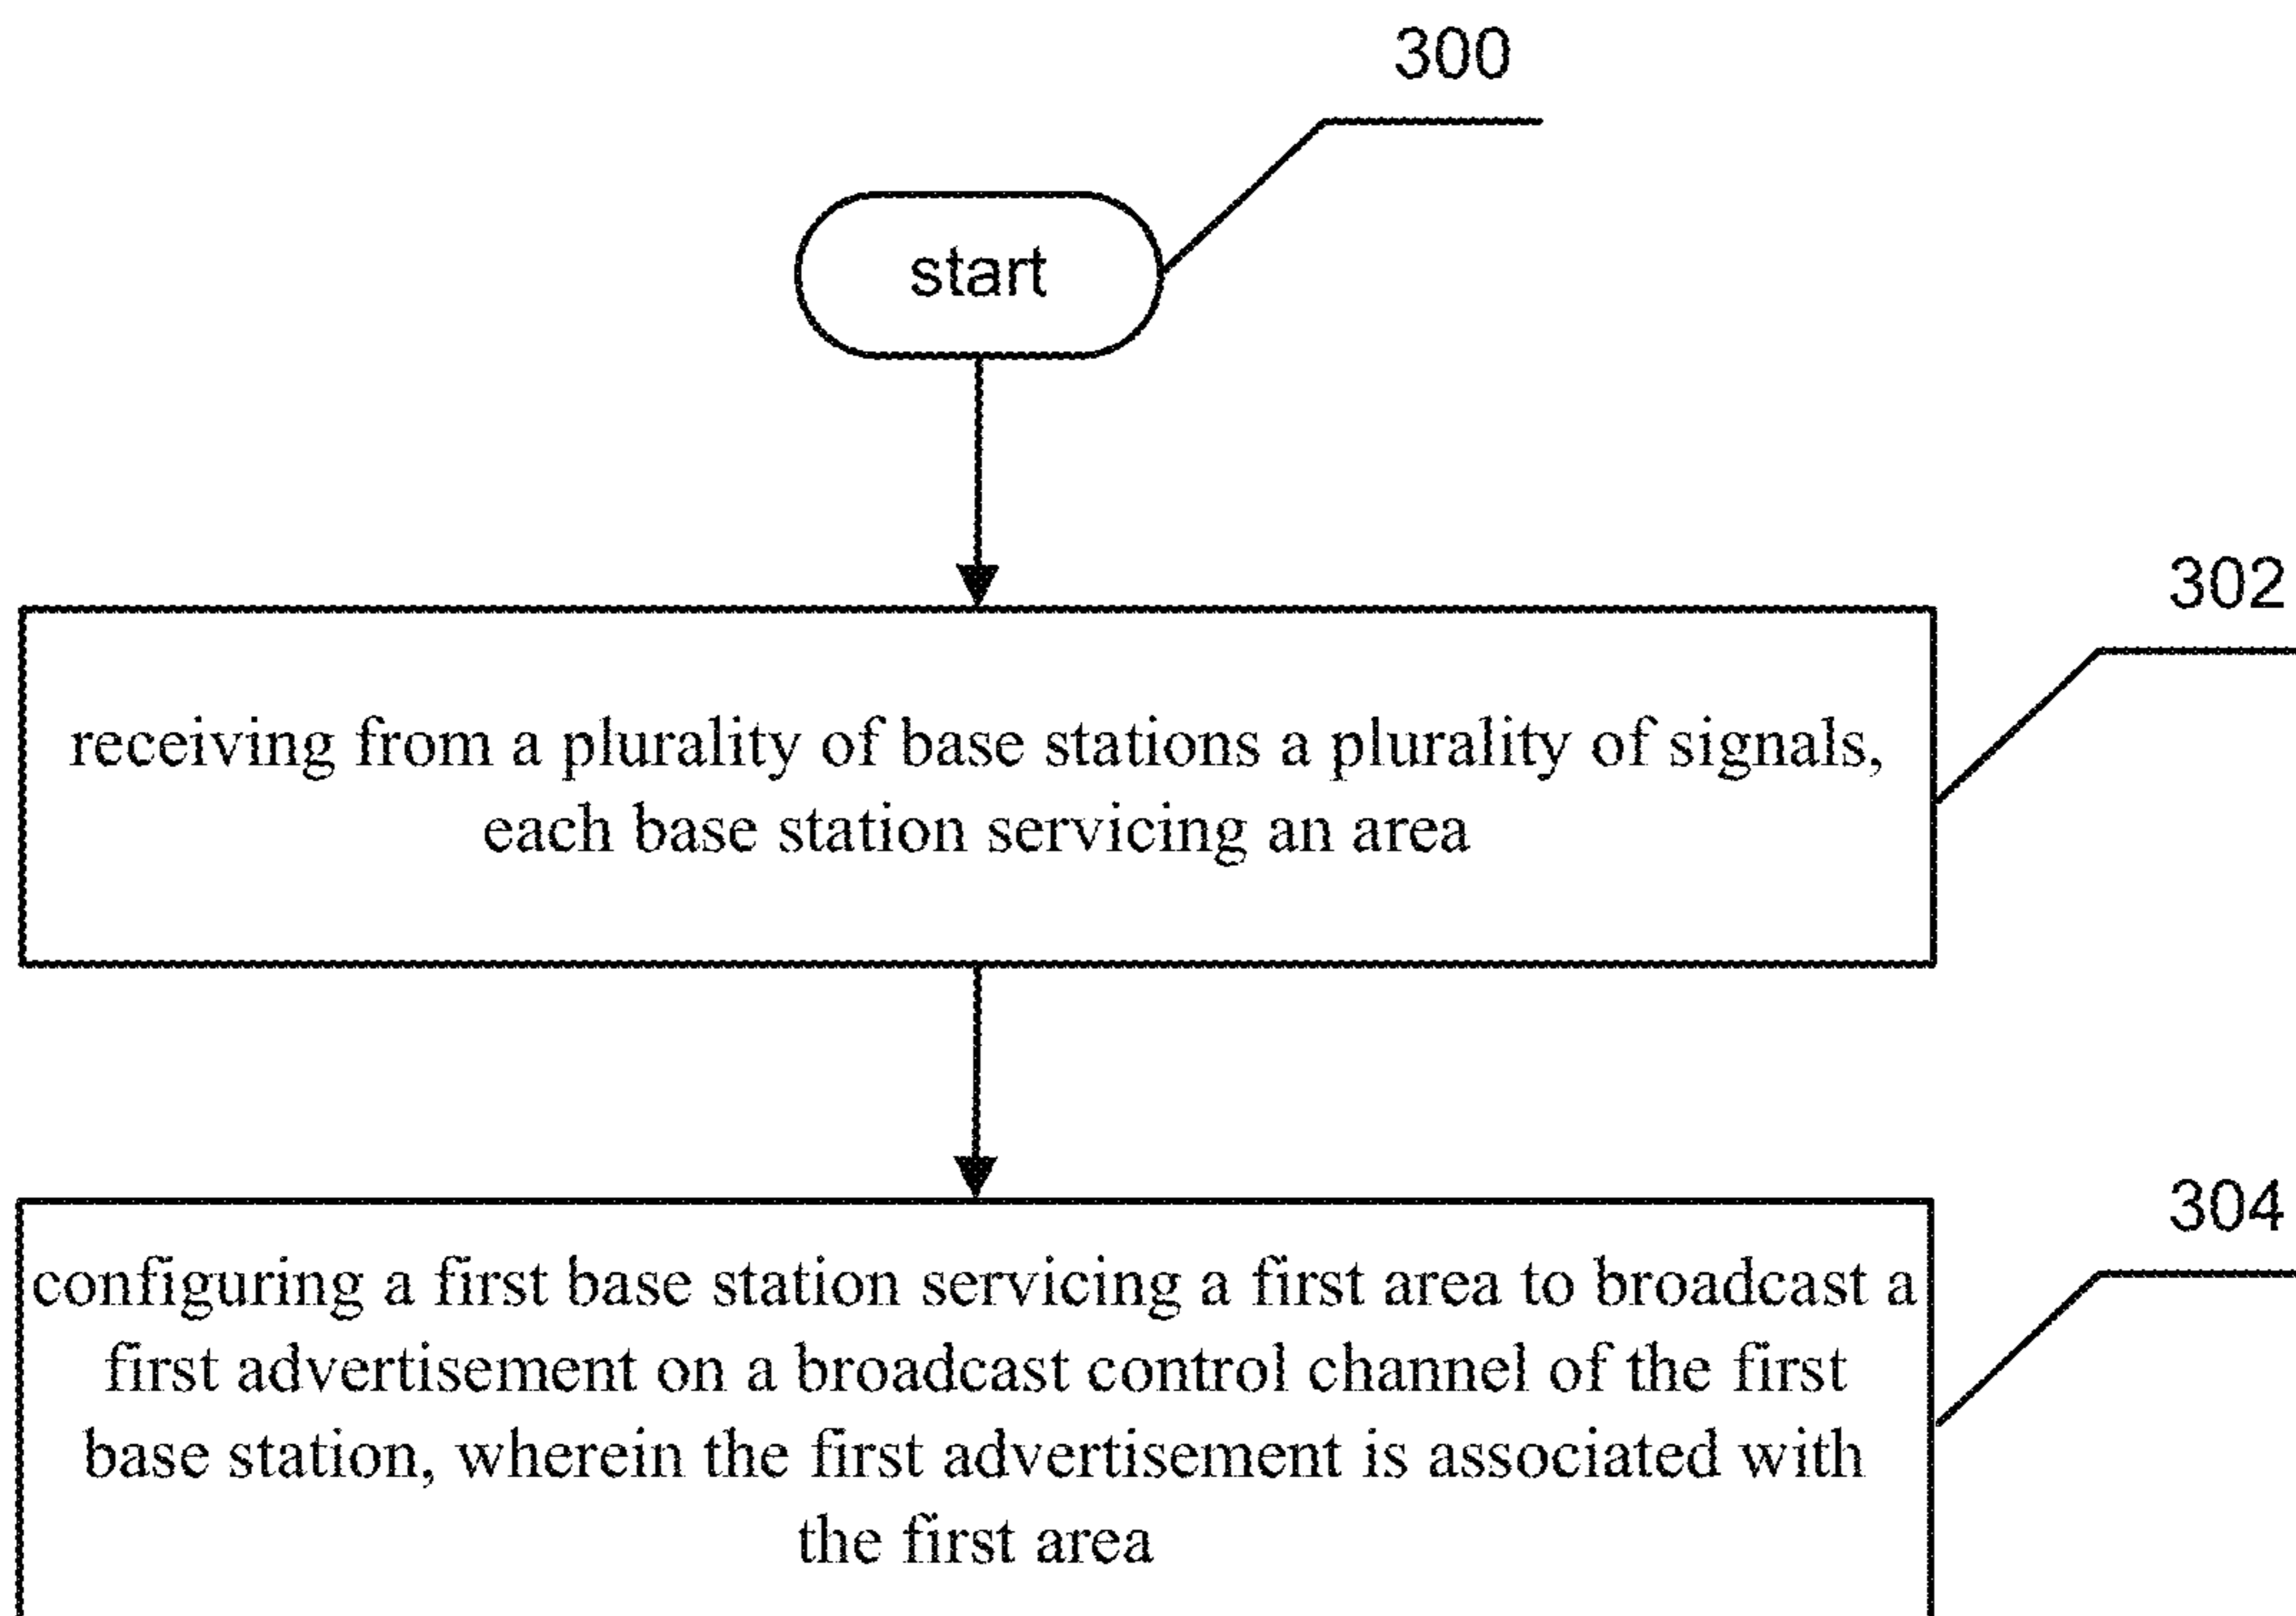 300
start
302
receiving from a plurality of base stations a plurality of signals,
each base station servicing an area
304
configuring a first base station servicing a first area to broadcast a
first advertisement on a broadcast control channel of the first
base station, wherein the first advertisement is associated with
the first area